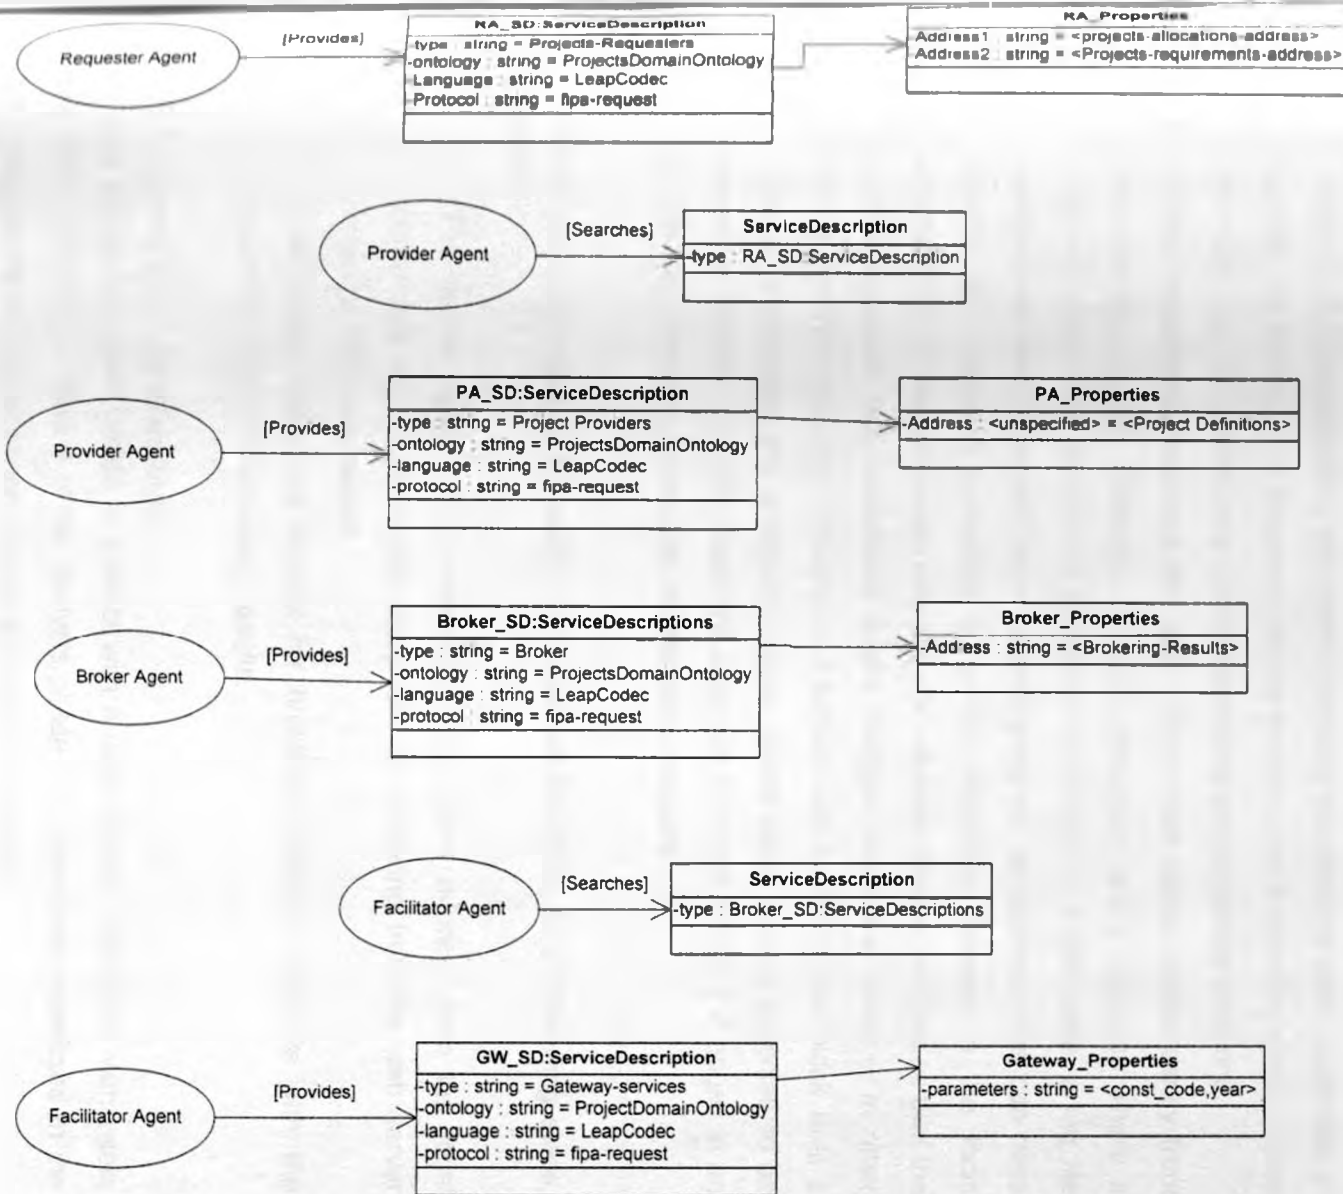 Requester Agent
[Provides]
RA_SD:ServiceDescription
-type : string = Projects-Requesters
-ontology : string = ProjectsDomainOntology
-Language : string = LeapCodec
-Protocol : string = fipa-request
RA_Properties
Address1 : string = <projects-allocations-address>
Address2 : string = <Projects-requirements-address>
Provider Agent
[Searches]
ServiceDescription
-type : RA_SD:ServiceDescription
Provider Agent
[Provides]
PA_SD:ServiceDescription
-type : string = Project Providers
-ontology : string = ProjectsDomainOntology
-language : string = LeapCodec
-protocol : string = fipa-request
PA_Properties
-Address : <unspecified> = <Project Definitions>
Broker Agent
[Provides]
Broker_SD:ServiceDescriptions
-type : string = Broker
-ontology : string = ProjectsDomainOntology
-language : string = LeapCodec
-protocol : string = fipa-request
Broker_Properties
-Address : string = <Brokering-Results>
Facilitator Agent
[Searches]
ServiceDescription
-type : Broker_SD:ServiceDescriptions
Facilitator Agent
[Provides]
GW_SD:ServiceDescription
-type : string = Gateway-services
-ontology : string = ProjectDomainOntology
-language : string = LeapCodec
-protocol : string = fipa-request
Gateway_Properties
-parameters : string = <const_code,year>